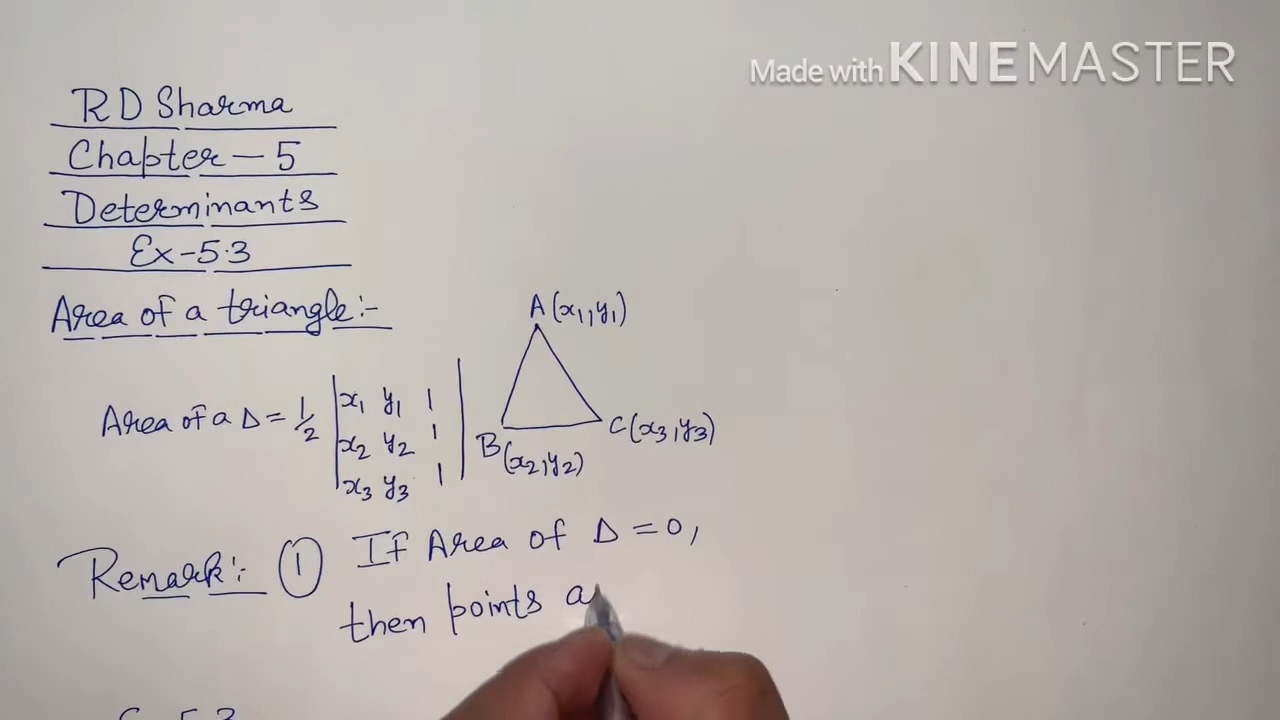 Made with KINEMASTER
RD Sharma
Chapter - 5
Determinants
Ex-5.3
Area of a triangle:-
A(x₁,y₁)
Area of a Δ = 1/2 |x₁ y₁ 1|
|x₂ y₂ 1|
|x₃ y₃ 1|
C(x₃,y₃)
B(x₂,y₂)
Remark:- ① If Area of Δ = 0,
then points a